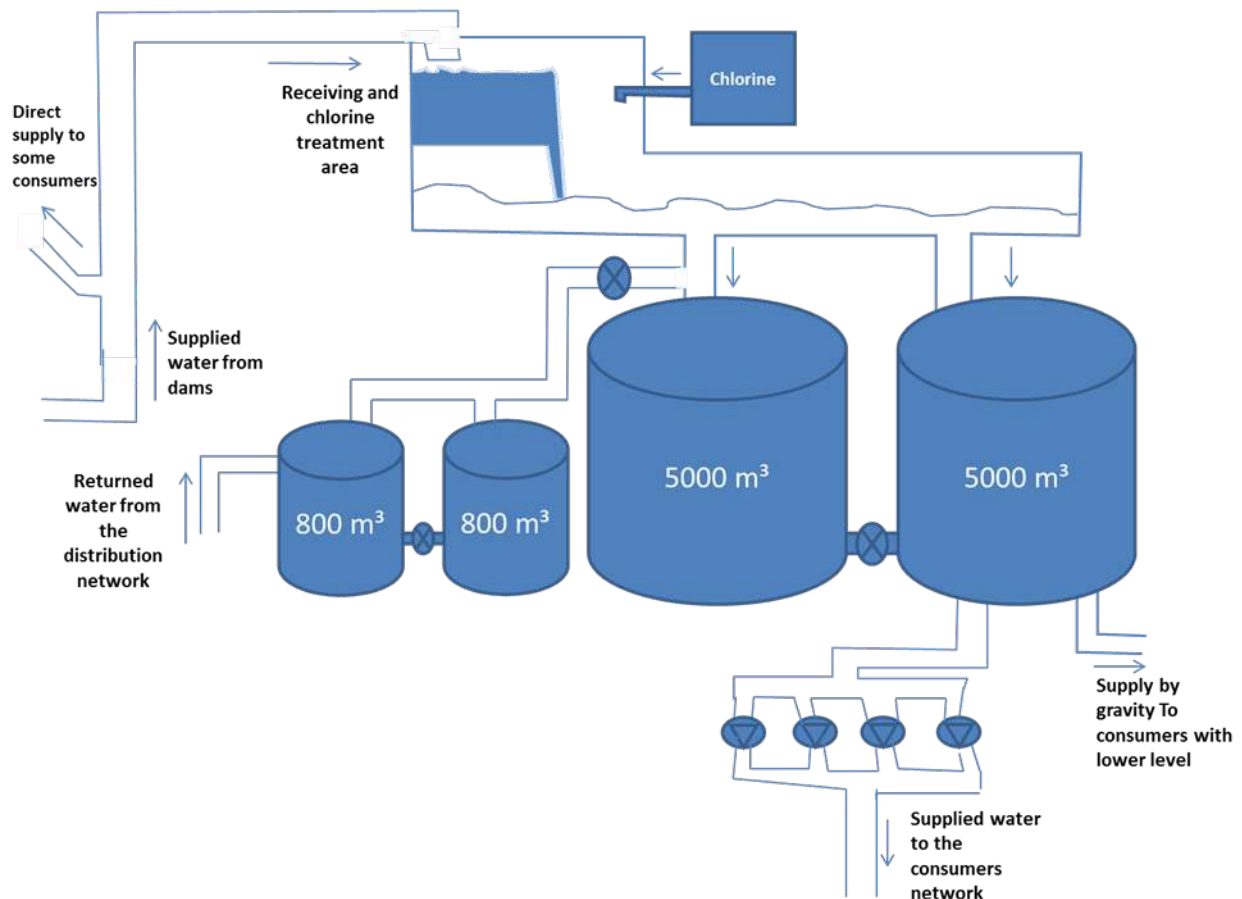 Chlorine
Receiving and
chlorine
treatment
area
Direct
supply to
some
consumers
Supplied
water from
dams
Returned
water from
the
distribution
network
800 m³
800 m³
5000 m³
5000 m³
Supply by
gravity To
consumers with
lower level
Supplied water
to the
consumers
network